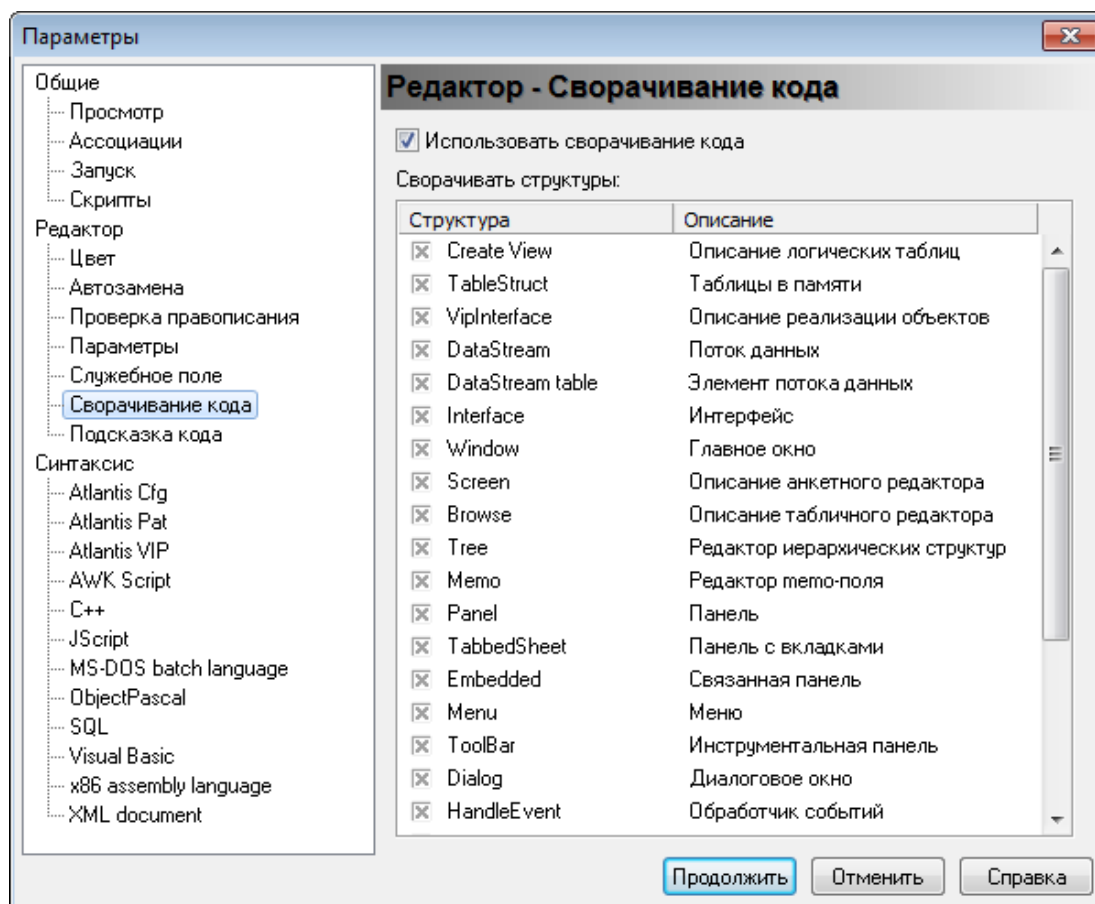 Параметры
Общие
Просмотр
Ассоциации
Запуск
Скрипты
Редактор
Цвет
Автозамена
Проверка правописания
Параметры
Служебное поле
Сворачивание кода
Подсказка кода
Синтаксис
Atlantis Cfg
Atlantis Pat
Atlantis VIP
AWK Script
C++
JScript
MS-DOS batch language
ObjectPascal
SQL
Visual Basic
x86 assembly language
XML document
Редактор - Сворачивание кода
Использовать сворачивание кода
Сворачивать структуры:
Структура Описание
Create View Описание логических таблиц
TableStruct Таблицы в памяти
VipInterface Описание реализации объектов
DataStream Поток данных
DataStream table Элемент потока данных
Interface Интерфейс
Window Главное окно
Screen Описание анкетного редактора
Browse Описание табличного редактора
Tree Редактор иерархических структур
Memo Редактор memo-поля
Panel Панель
TabbedSheet Панель с вкладками
Embedded Связанная панель
Menu Меню
ToolBar Инструментальная панель
Dialog Диалоговое окно
HandleEvent Обработчик событий
Продолжить Отменить Справка